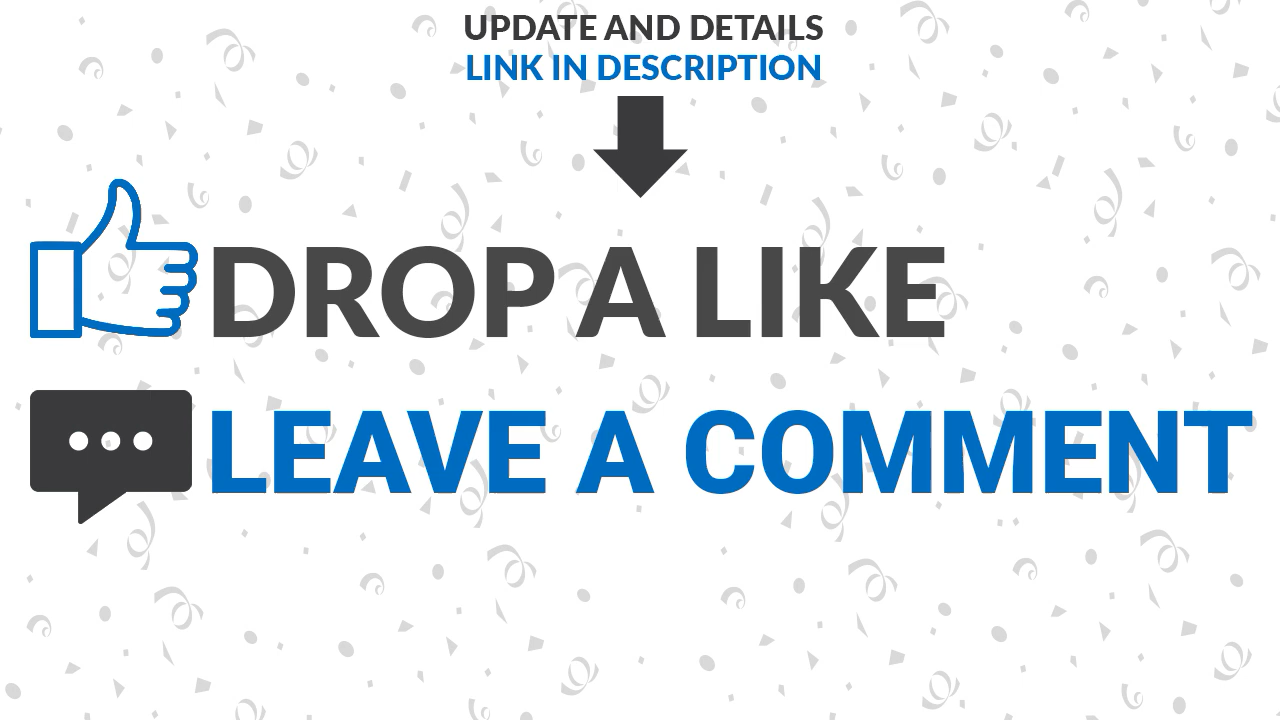 UPDATE AND DETAILS
LINK IN DESCRIPTION
DROP A LIKE
LEAVE A COMMENT